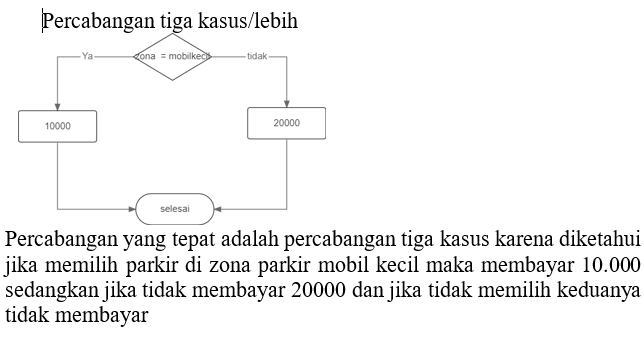 Percabangan tiga kasus/lebih
Ya
zona = mobilkecil
tidak
10000
20000
selesai
Percabangan yang tepat adalah percabangan tiga kasus karena diketahui
jika memilih parkir di zona parkir mobil kecil maka membayar 10.000
sedangkan jika tidak membayar 20000 dan jika tidak memilih keduanya
tidak membayar